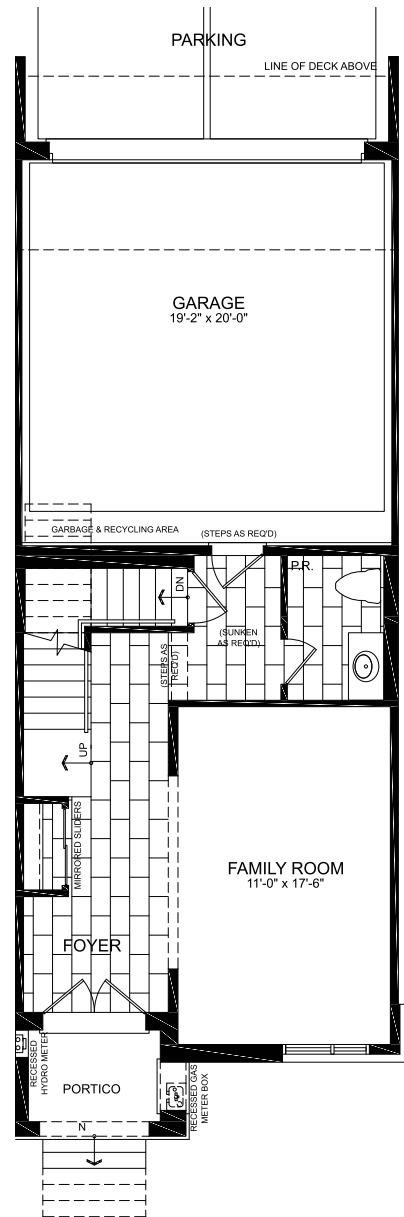 PARKING
LINE OF DECK ABOVE
GARAGE
19'-2" x 20'-0"
GARBAGE & RECYCLING AREA
(STEPS AS REQ'D)
P.R.
DN
(SUNKEN
AS REQ'D)
(STEPS AS
REQ'D)
UP
MIRRORED SLIDERS
FAMILY ROOM
11'-0" x 17'-6"
FOYER
RECESSED
HYDRO METER
PORTICO
RECESSED GAS
METER BOX
N